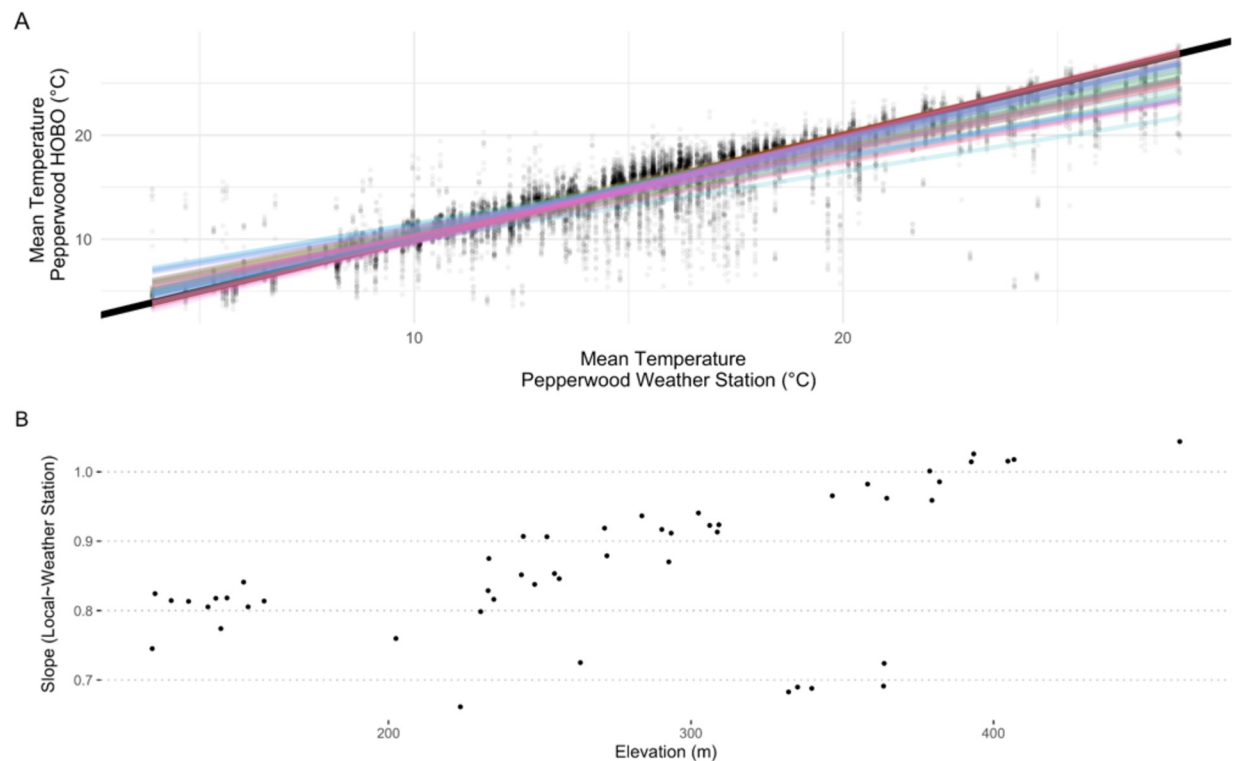 A
Mean Temperature
Pepperwood HOBO (°C)
20
10
10
20
Mean Temperature
Pepperwood Weather Station (°C)
B
Slope (Local~Weather Station)
1.0
0.9
0.8
0.7
200
300
400
Elevation (m)